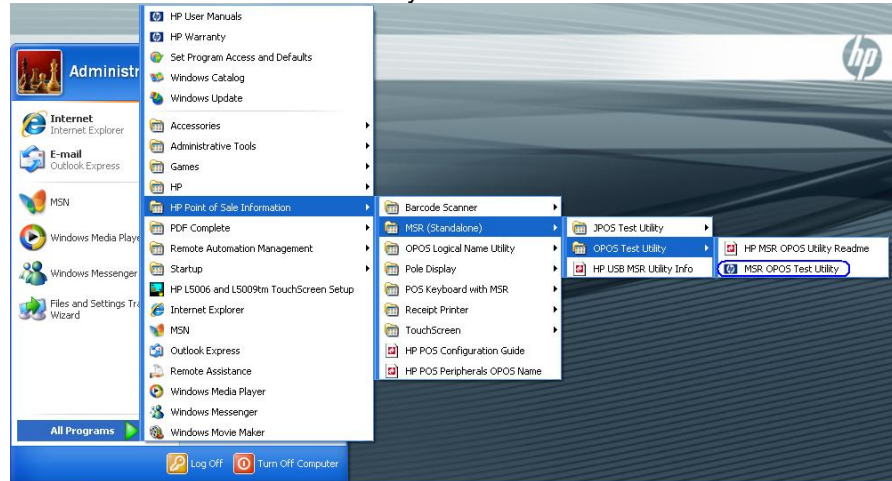 HP User Manuals
HP Warranty
Set Program Access and Defaults
Windows Catalog
Windows Update
Accessories
Administrative Tools
Games
HP
HP Point of Sale Information
PDF Complete
Remote Automation Management
Startup
HP L5006 and L5009tm TouchScreen Setup
Internet Explorer
MSN
Outlook Express
Remote Assistance
Windows Media Player
Windows Messenger
Windows Movie Maker
Administr
Internet
Internet Explorer
E-mail
Outlook Express
MSN
Windows Media Playe
Windows Messenger
Files and Settings Tra
Wizard
All Programs
Log Off
Turn Off Computer
Barcode Scanner
MSR (Standalone)
OPOS Logical Name Utility
Pole Display
POS Keyboard with MSR
Receipt Printer
TouchScreen
HP POS Configuration Guide
HP POS Peripherals OPOS Name
JPOS Test Utility
OPOS Test Utility
HP USB MSR Utility Info
HP MSR OPOS Utility Readme
MSR OPOS Test Utility
hp